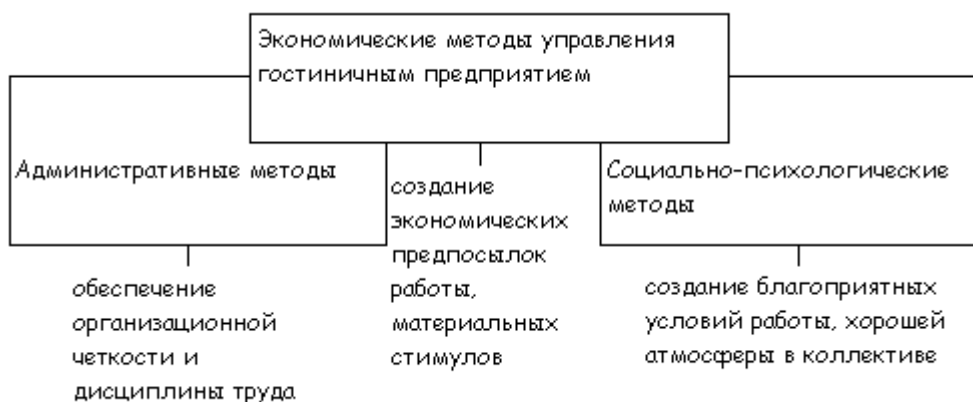 Экономические методы управления
гостиничным предприятием
Административные методы
обеспечение
организационной
четкости и
дисциплины труда
создание
экономических
предпосылок
работы,
материальных
стимулов
Социально-психологические
методы
создание благоприятных
условий работы, хорошей
атмосферы в коллективе